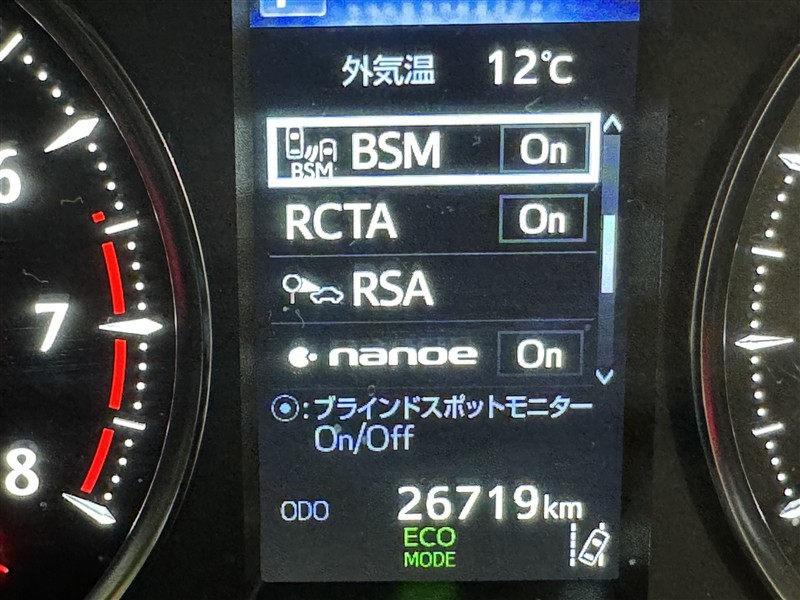 外気温 12℃
BSM BSM On
RCTA On
RSA
nanoe On
:ブラインドスポットモニター
On/Off
ODO 26719km
ECO
MODE
6
7
8